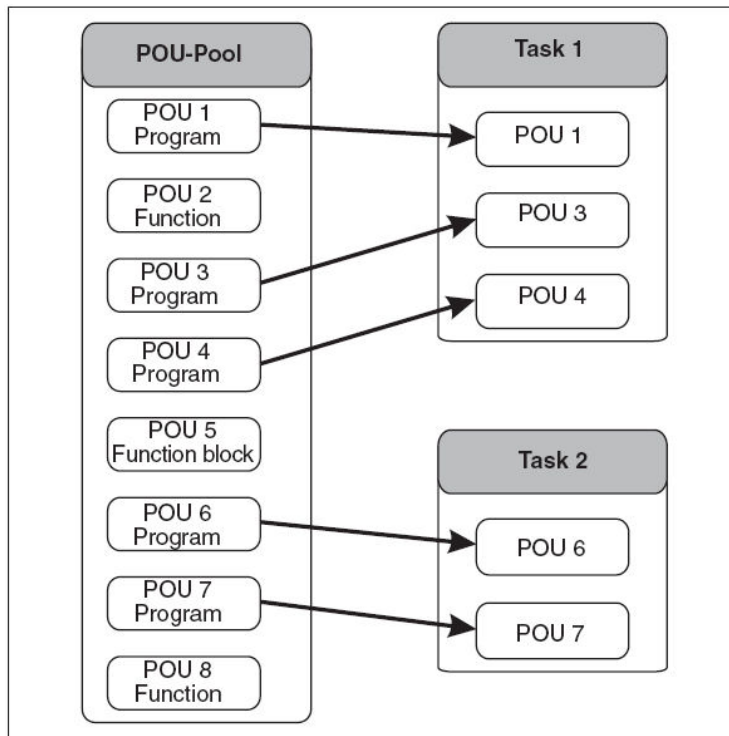 POU-Pool
POU 1
Program
POU 2
Function
POU 3
Program
POU 4
Program
POU 5
Function block
POU 6
Program
POU 7
Program
POU 8
Function
Task 1
POU 1
POU 3
POU 4
Task 2
POU 6
POU 7